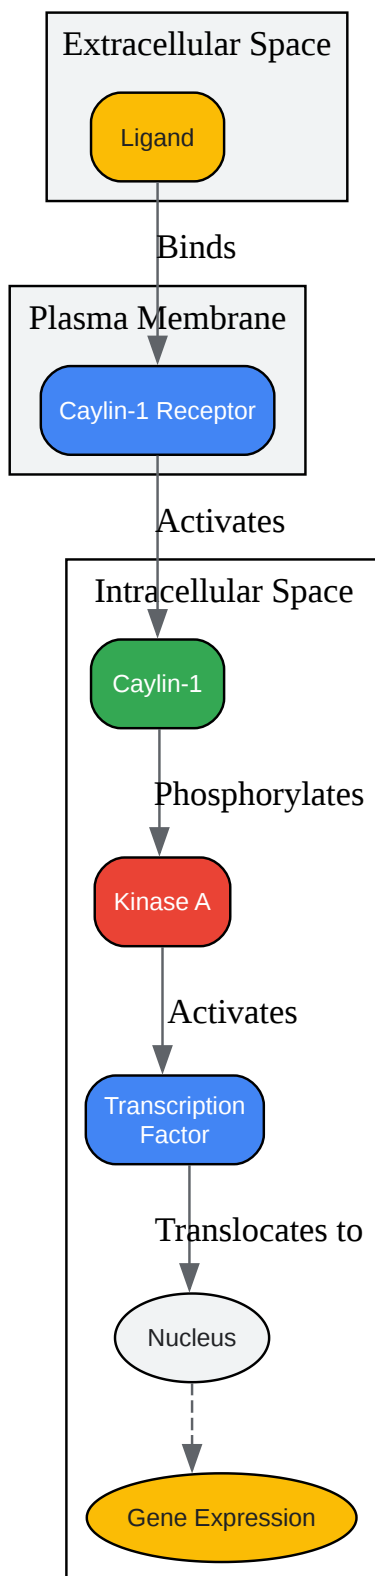 Extracellular Space
Ligand
Binds
Plasma Membrane
Caylin-1 Receptor
Activates
Intracellular Space
Caylin-1
Phosphorylates
Kinase A
Activates
Transcription
Factor
Translocates to
Nucleus
Gene Expression